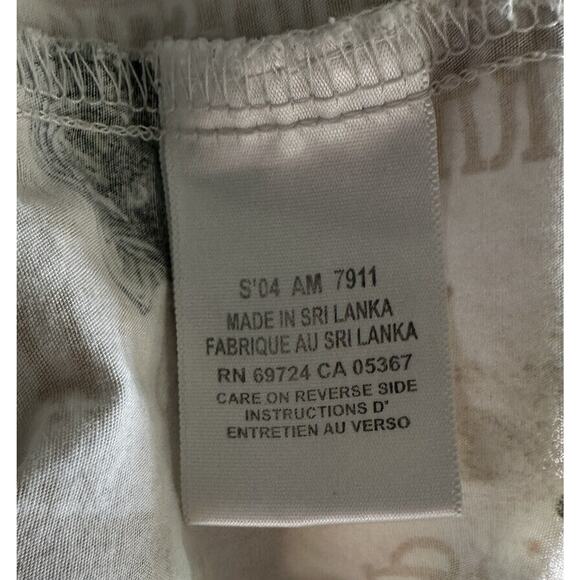 S'04 AM 7911
MADE IN SRI LANKA
FABRIQUE AU SRI LANKA
RN 69724 CA 05367
CARE ON REVERSE SIDE
INSTRUCTIONS D'
ENTRETIEN AU VERSO